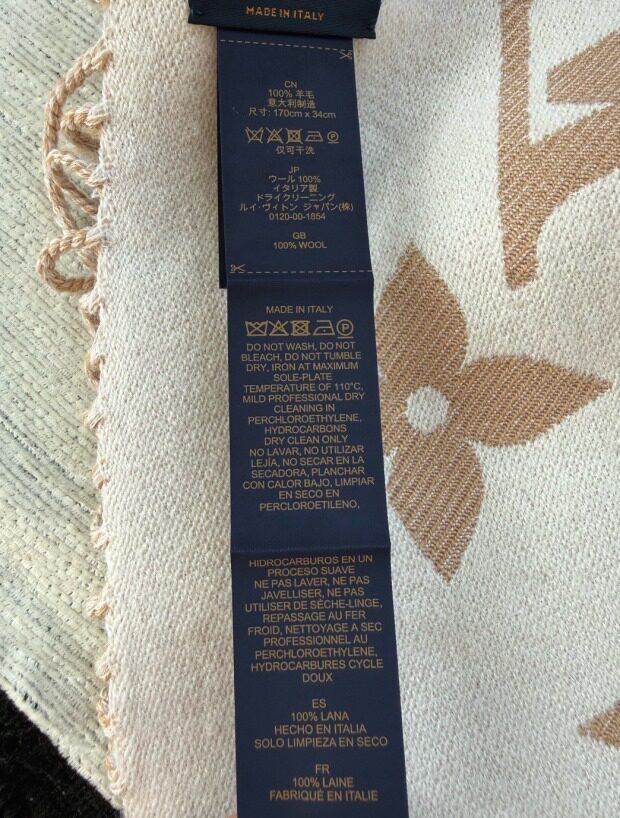 MADE IN ITALY
CN
100% 羊毛
意大利制造
尺寸: 170cm x 34cm
仅可干洗
JP
ウール 100%
イタリア製
ドライクリーニング
ルイ・ヴィトン ジャパン(株)
0120-00-1854
GB
100% WOOL
MADE IN ITALY
DO NOT WASH, DO NOT
BLEACH, DO NOT TUMBLE
DRY, IRON AT MAXIMUM
SOLE-PLATE
TEMPERATURE OF 110°C,
MILD PROFESSIONAL DRY
CLEANING IN
PERCHLOROETHYLENE,
HYDROCARBONS
DRY CLEAN ONLY
NO LAVAR, NO UTILIZAR
LEJÍA, NO SECAR EN LA
SECADORA, PLANCHAR
CON CALOR BAJO, LIMPIAR
EN SECO EN
PERCLOROETILENO,
HIDROCARBUROS EN UN
PROCESO SUAVE
NE PAS LAVER, NE PAS
JAVELLISER, NE PAS
UTILISER DE SÈCHE-LINGE,
REPASSAGE AU FER
FROID, NETTOYAGE A SEC
PROFESSIONNEL AU
PERCHLOROETHYLENE,
HYDROCARBURES CYCLE
DOUX
ES
100% LANA
HECHO EN ITALIA
SOLO LIMPIEZA EN SECO
FR
100% LAINE
FABRIQUÉ EN ITALIE